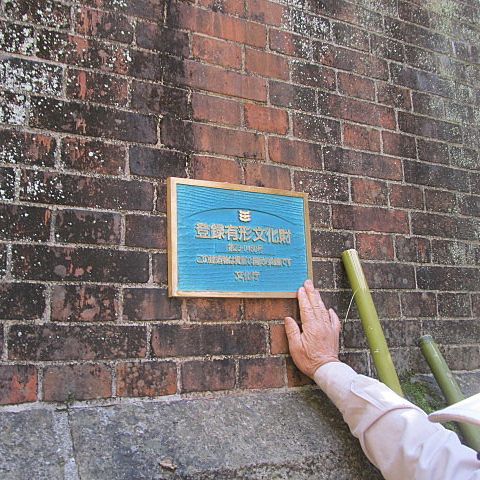 登録有形文化財
この建造物は貴重な国民的財産です
文化庁